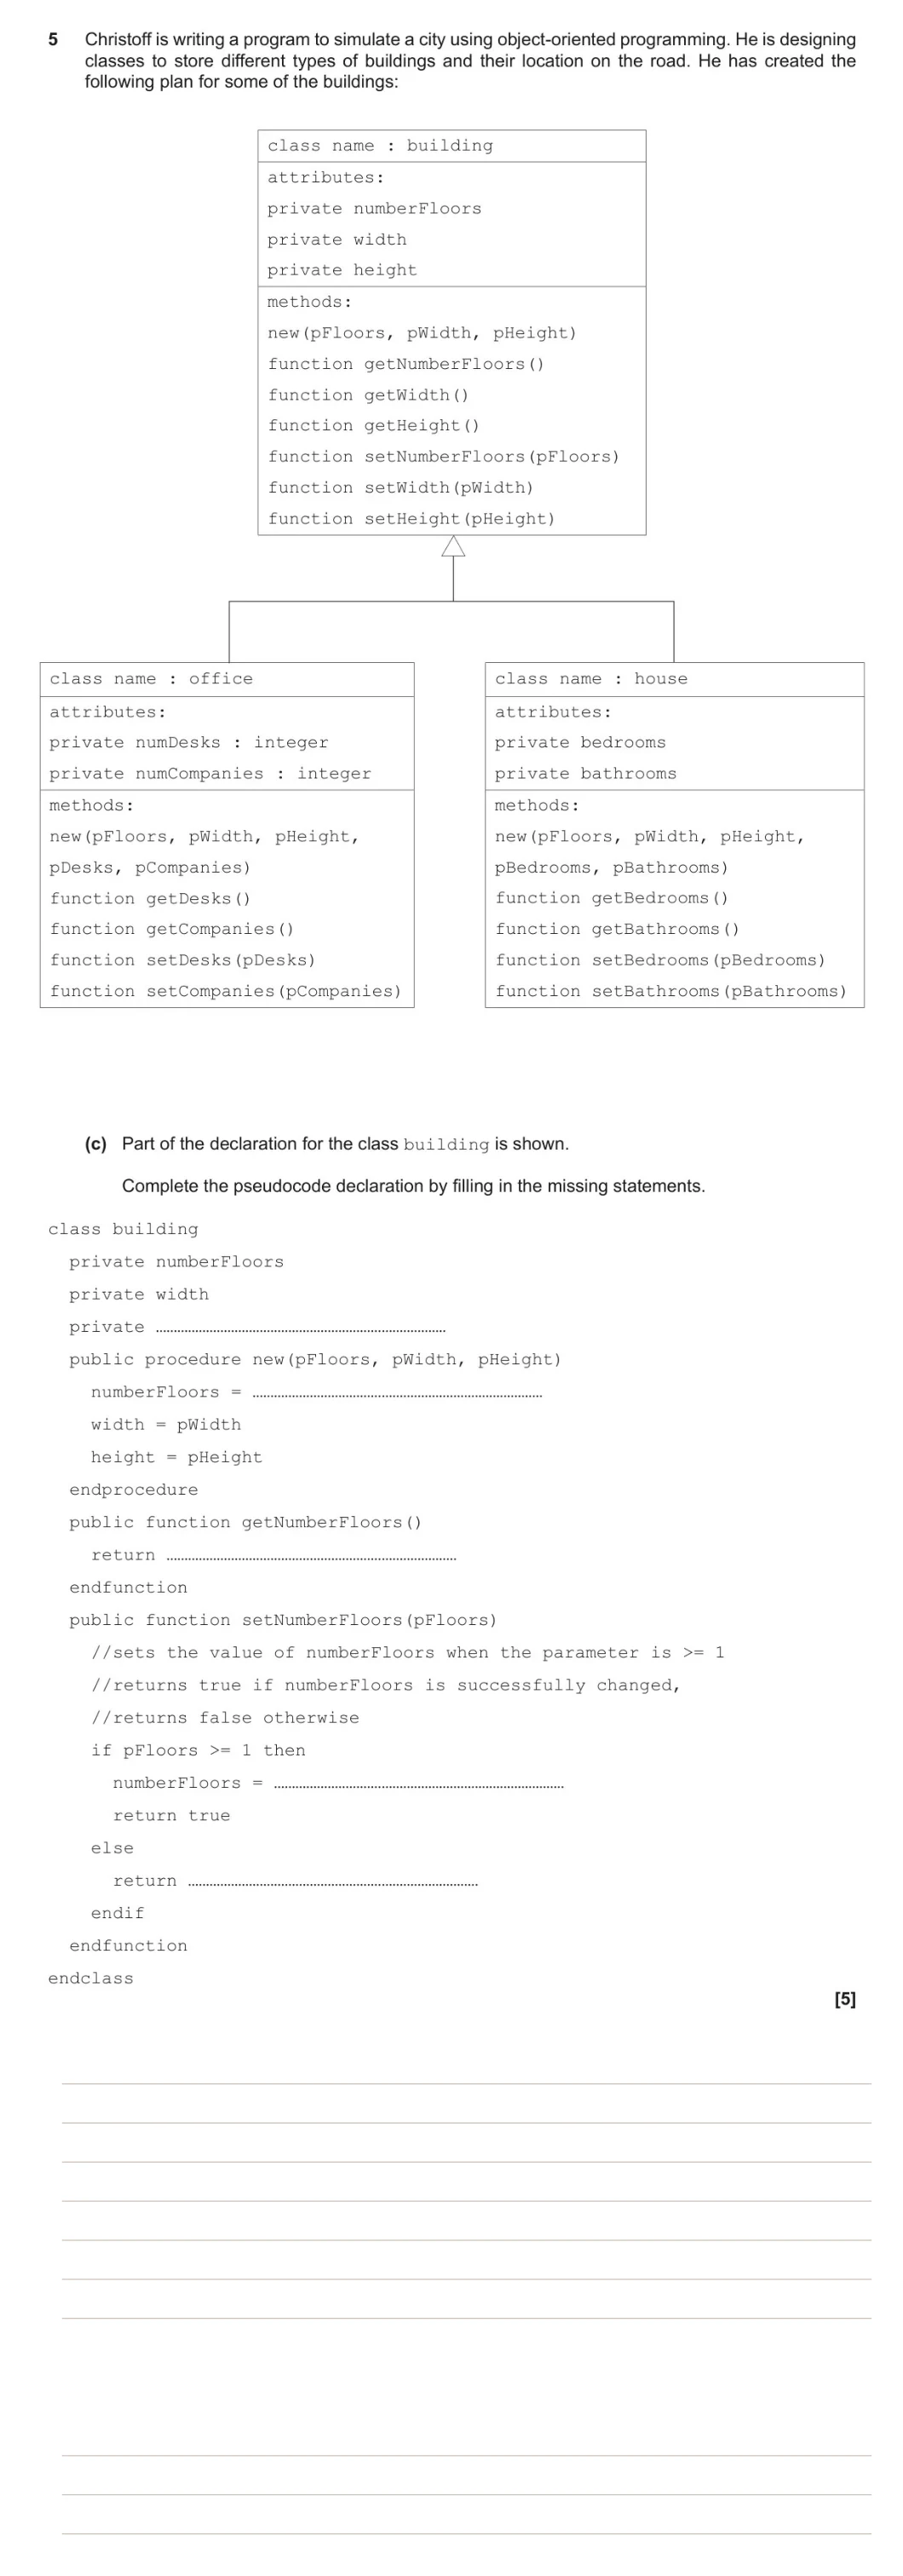 5 Christoff is writing a program to simulate a city using object-oriented programming. He is designing
classes to store different types of buildings and their location on the road. He has created the
following plan for some of the buildings:
class name : building
attributes:
private numberFloors
private width
private height
methods:
new(pFloors, pWidth, pHeight)
function getNumberFloors()
function getWidth()
function getHeight()
function setNumberFloors(pFloors)
function setWidth(pWidth)
function setHeight(pHeight)
class name : office
attributes:
private numDesks : integer
private numCompanies : integer
methods:
new(pFloors, pWidth, pHeight,
pDesks, pCompanies)
function getDesks()
function getCompanies()
function setDesks(pDesks)
function setCompanies(pCompanies)
class name : house
attributes:
private bedrooms
private bathrooms
methods:
new(pFloors, pWidth, pHeight,
pBedrooms, pBathrooms)
function getBedrooms()
function getBathrooms()
function setBedrooms(pBedrooms)
function setBathrooms(pBathrooms)
(c) Part of the declaration for the class building is shown.
Complete the pseudocode declaration by filling in the missing statements.
class building
private numberFloors
private width
private ................................................................................
public procedure new(pFloors, pWidth, pHeight)
numberFloors = ................................................................................
width = pWidth
height = pHeight
endprocedure
public function getNumberFloors()
return ................................................................................
endfunction
public function setNumberFloors(pFloors)
//sets the value of numberFloors when the parameter is >= 1
//returns true if numberFloors is successfully changed,
//returns false otherwise
if pFloors >= 1 then
numberFloors = ................................................................................
return true
else
return ................................................................................
endif
endfunction
endclass
[5]